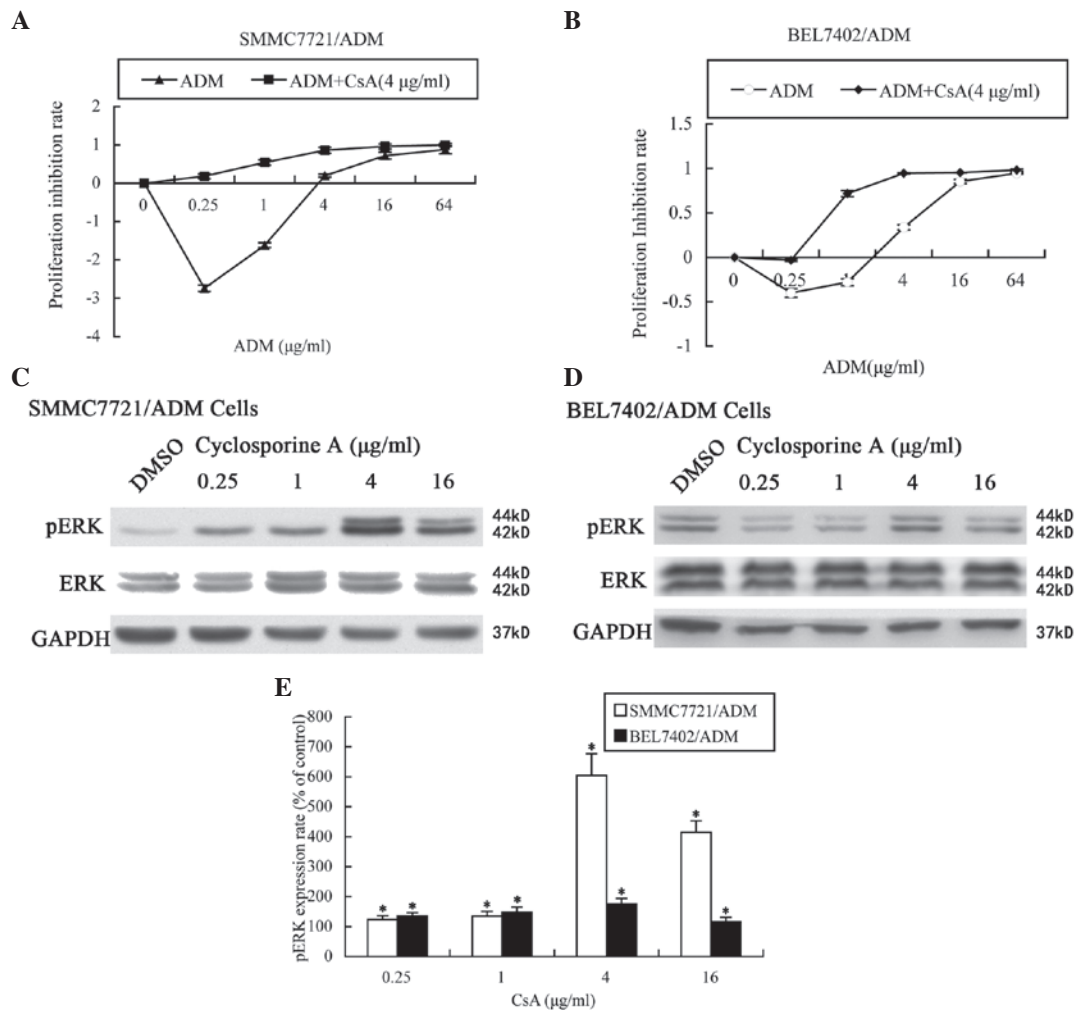 A
SMMC7721/ADM
ADM
ADM+CsA(4 μg/ml)
Proliferation inhibition rate
2
1
0
-1
-2
-3
-4
0
0.25
1
4
16
64
ADM (μg/ml)
B
BEL7402/ADM
ADM
ADM+CsA(4 μg/ml)
Proliferation Inhibition rate
1.5
1
0.5
0
-0.5
-1
0
0.25
4
16
64
ADM(μg/ml)
C
SMMC7721/ADM Cells
DMSO
Cyclosporine A (μg/ml)
0.25 1 4 16
pERK
44kD
42kD
ERK
44kD
42kD
GAPDH
37kD
D
BEL7402/ADM Cells
DMSO
Cyclosporine A (μg/ml)
0.25 1 4 16
pERK
44kD
42kD
ERK
44kD
42kD
GAPDH
37kD
E
SMMC7721/ADM
BEL7402/ADM
pERK expression rate (% of control)
800
700
600
500
400
300
200
100
0
* * * * * * * *
0.25 1 4 16
CsA (μg/ml)